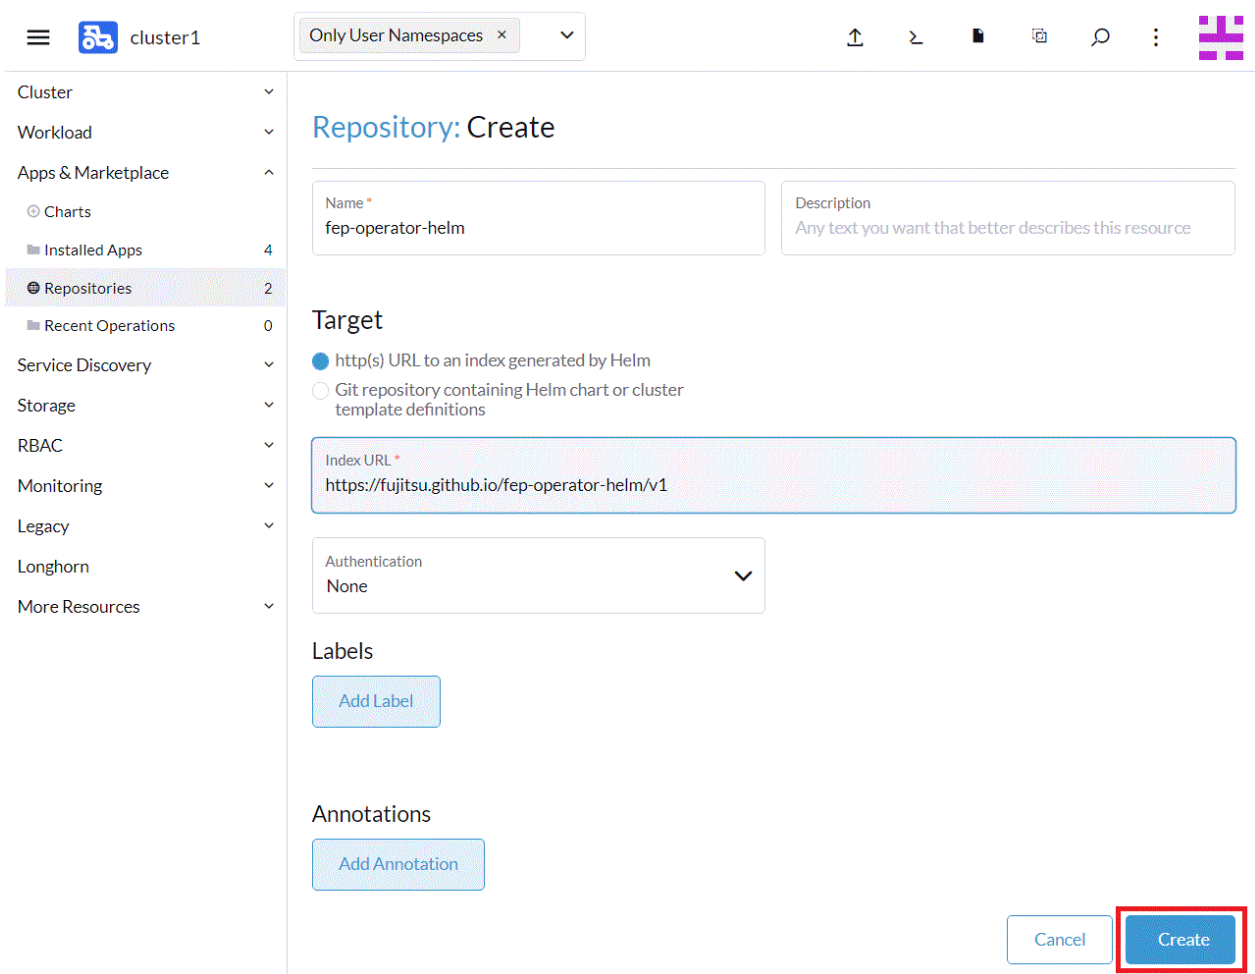 cluster1
Only User Namespaces ×
Cluster
Workload
Apps & Marketplace
Charts
Installed Apps 4
Repositories 2
Recent Operations 0
Service Discovery
Storage
RBAC
Monitoring
Legacy
Longhorn
More Resources
Repository: Create
Name *
fep-operator-helm
Description
Any text you want that better describes this resource
Target
http(s) URL to an index generated by Helm
Git repository containing Helm chart or cluster
template definitions
Index URL *
https://fujitsu.github.io/fep-operator-helm/v1
Authentication
None
Labels
Add Label
Annotations
Add Annotation
Cancel
Create